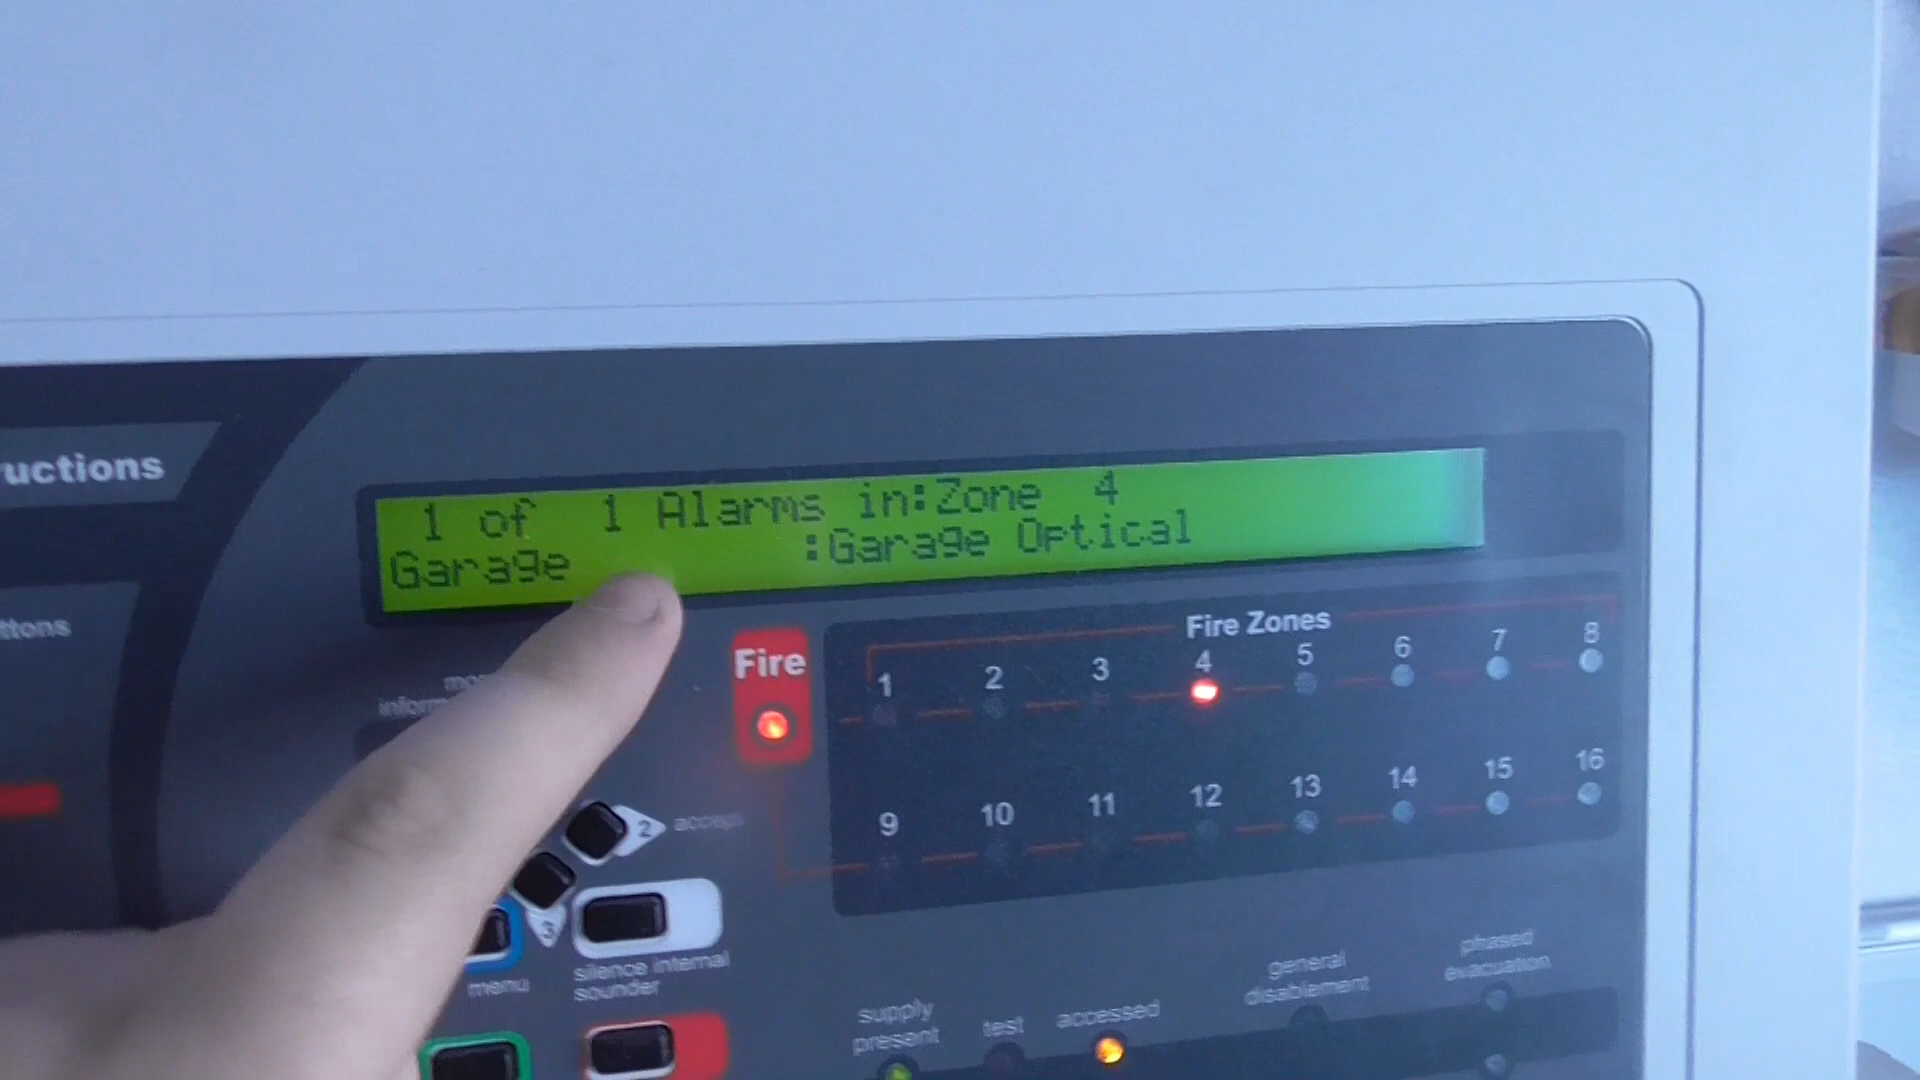 ructions
1 of 1 Alarms in:Zone 4
Garage :Garage Optical
ttons
Fire
Fire Zones
1 2 3 4 5 6 7 8
9 10 11 12 13 14 15 16
2 accept
3
menu
silence internal
sounder
supply
present
test
accessed
general
disablement
phased
evacuation